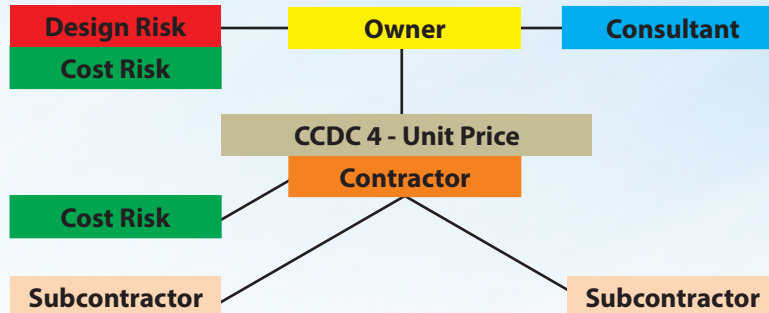 Design Risk
Owner
Consultant
Cost Risk
CCDC 4 - Unit Price
Contractor
Cost Risk
Subcontractor
Subcontractor